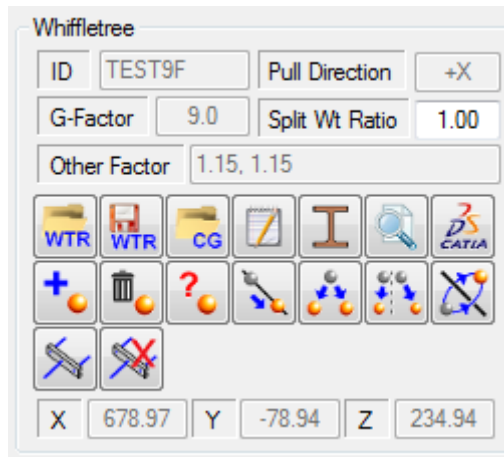 Whiffletree
ID TEST9F Pull Direction +X
G-Factor 9.0 Split Wt Ratio 1.00
Other Factor 1.15, 1.15
WTR WTR CG DS CATIA
+ ?
X 678.97 Y -78.94 Z 234.94